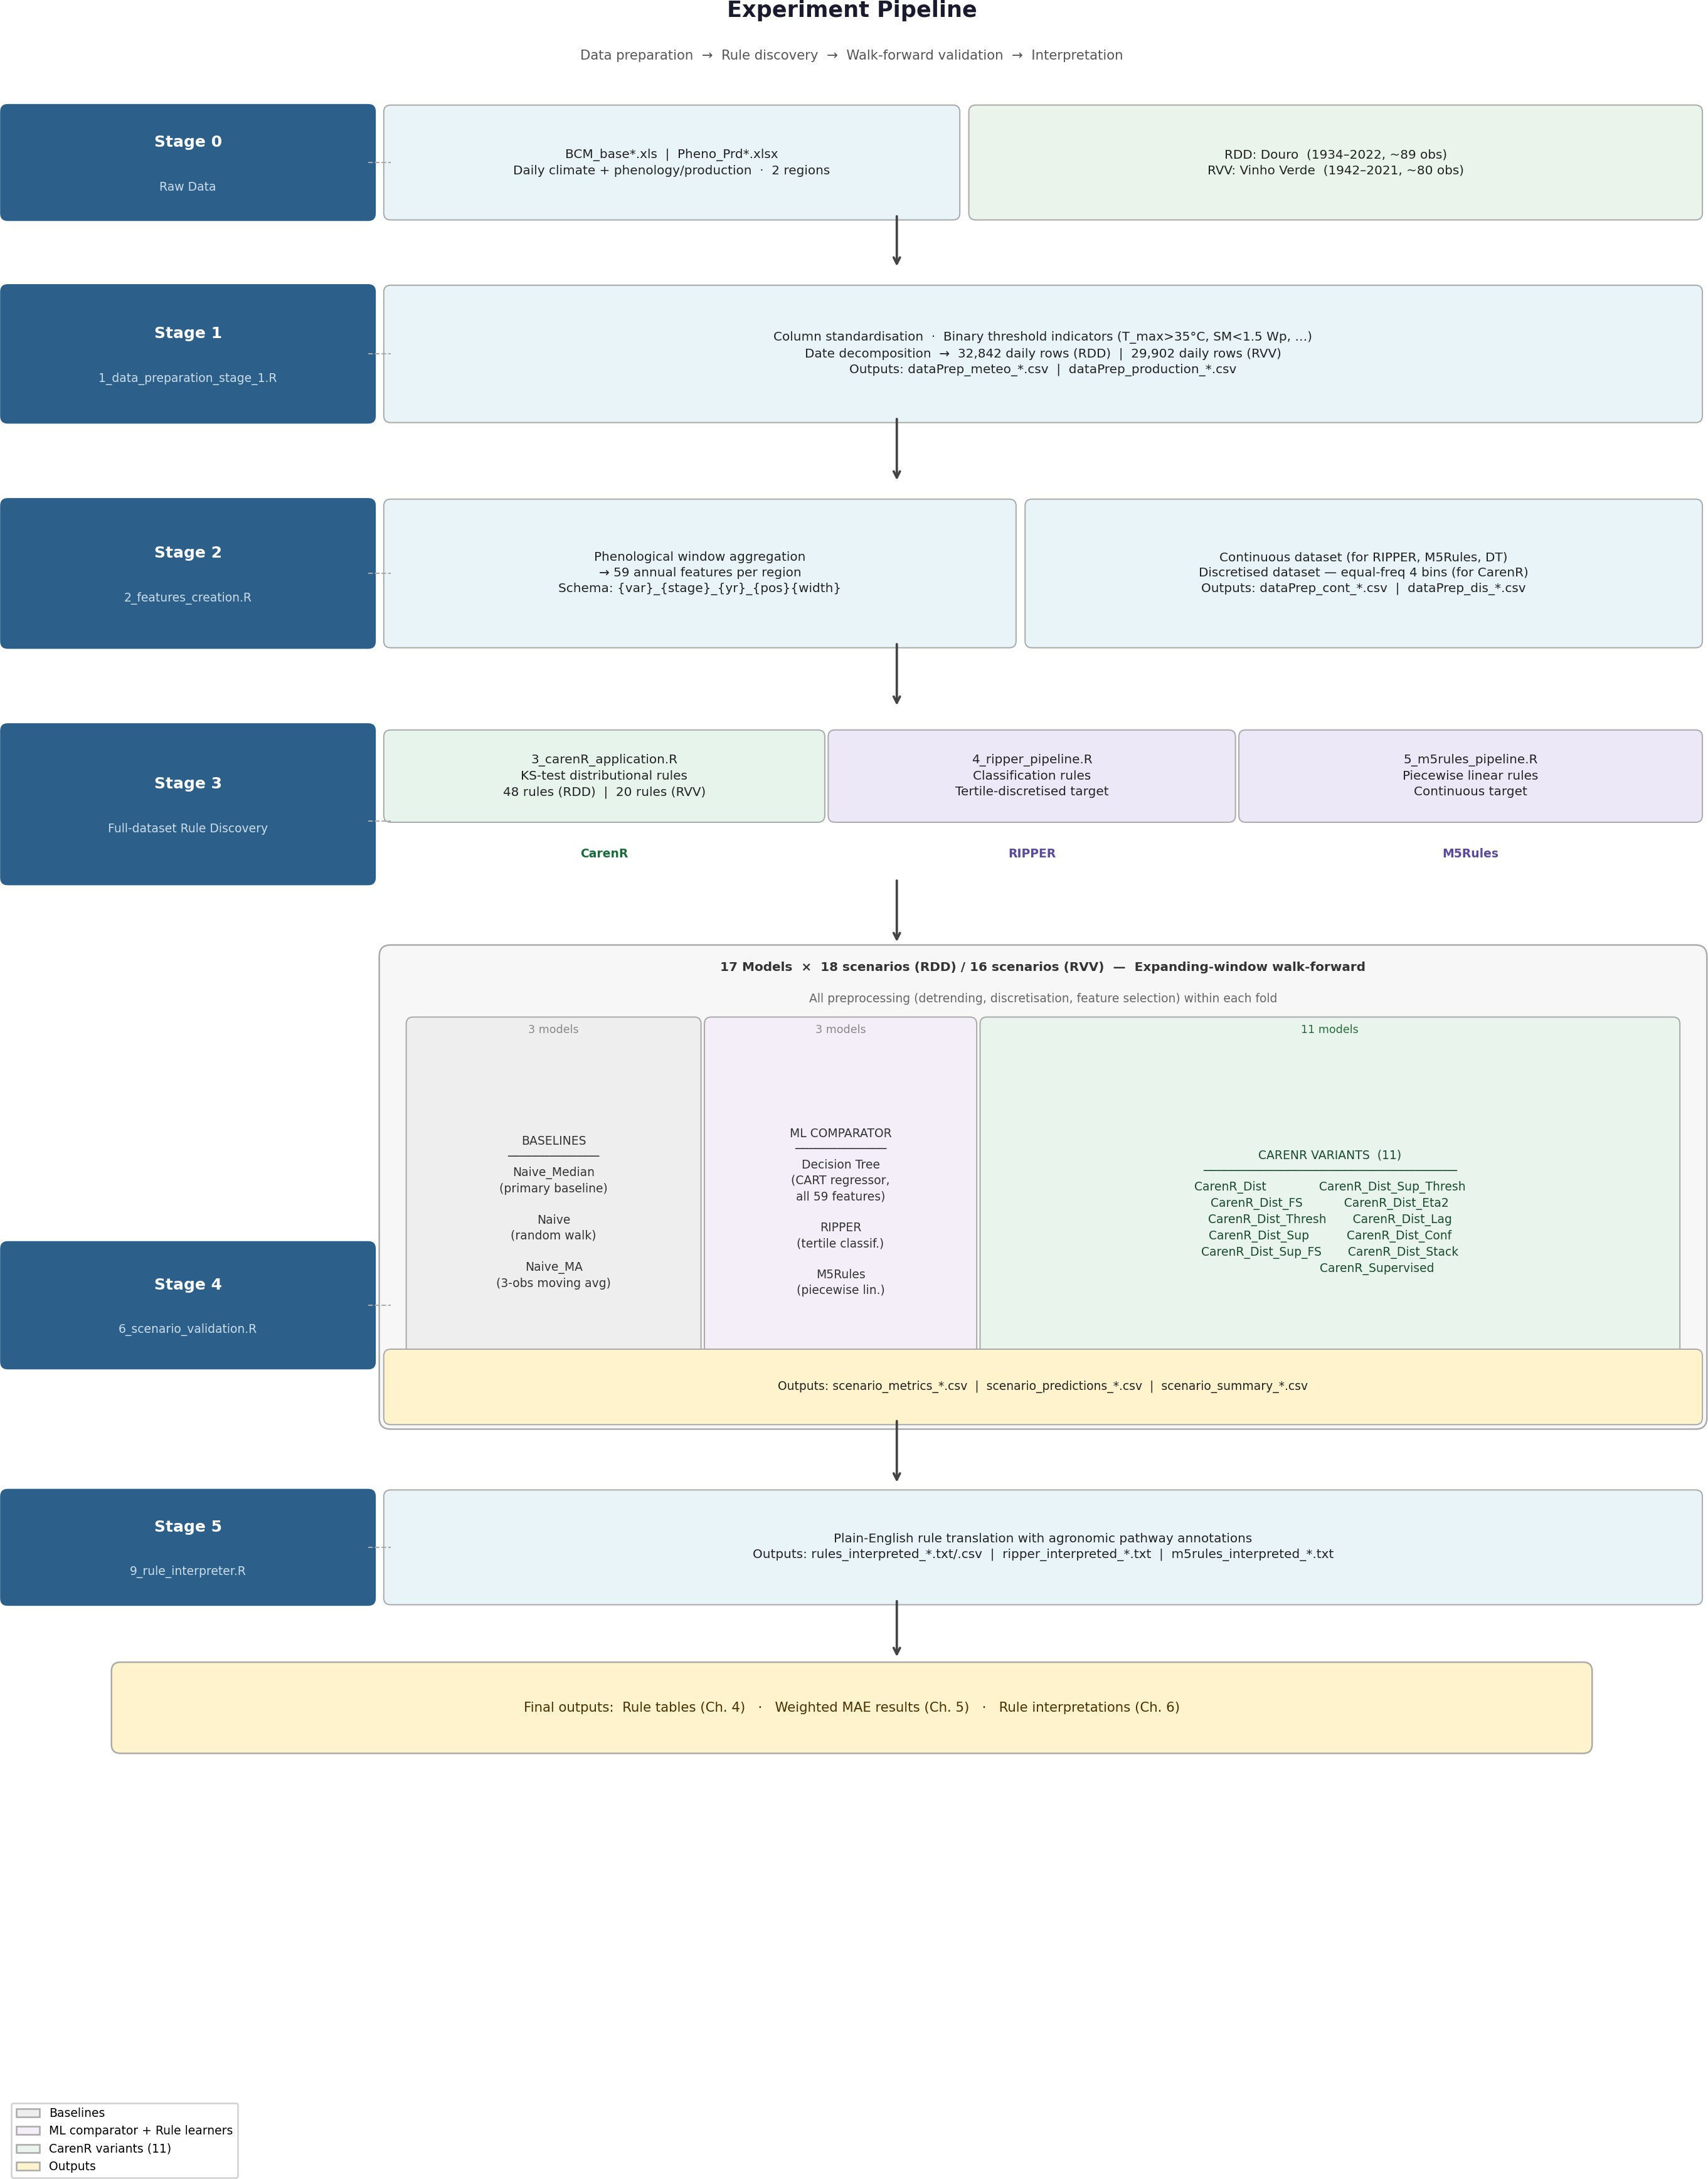 Experiment Pipeline
Data preparation → Rule discovery → Walk-forward validation → Interpretation
Stage 0
Raw Data
BCM_base*.xls | Pheno_Prd*.xlsx
Daily climate + phenology/production · 2 regions
RDD: Douro (1934–2022, ~89 obs)
RVV: Vinho Verde (1942–2021, ~80 obs)
Stage 1
1_data_preparation_stage_1.R
Column standardisation · Binary threshold indicators (T_max>35°C, SM<1.5 Wp, ...)
Date decomposition → 32,842 daily rows (RDD) | 29,902 daily rows (RVV)
Outputs: dataPrep_meteo_*.csv | dataPrep_production_*.csv
Stage 2
2_features_creation.R
Phenological window aggregation
→ 59 annual features per region
Schema: {var}_{stage}_{yr}_{pos}{width}
Continuous dataset (for RIPPER, M5Rules, DT)
Discretised dataset — equal-freq 4 bins (for CarenR)
Outputs: dataPrep_cont_*.csv | dataPrep_dis_*.csv
Stage 3
Full-dataset Rule Discovery
3_carenR_application.R
KS-test distributional rules
48 rules (RDD) | 20 rules (RVV)
CarenR
4_ripper_pipeline.R
Classification rules
Tertile-discretised target
RIPPER
5_m5rules_pipeline.R
Piecewise linear rules
Continuous target
M5Rules
17 Models × 18 scenarios (RDD) / 16 scenarios (RVV) — Expanding-window walk-forward
All preprocessing (detrending, discretisation, feature selection) within each fold
Stage 4
6_scenario_validation.R
3 models
BASELINES
Naive_Median
(primary baseline)
Naive
(random walk)
Naive_MA
(3-obs moving avg)
3 models
ML COMPARATOR
Decision Tree
(CART regressor,
all 59 features)
RIPPER
(tertile classif.)
M5Rules
(piecewise lin.)
11 models
CARENR VARIANTS (11)
CarenR_Dist CarenR_Dist_Sup_Thresh
CarenR_Dist_FS CarenR_Dist_Eta2
CarenR_Dist_Thresh CarenR_Dist_Lag
CarenR_Dist_Sup CarenR_Dist_Conf
CarenR_Dist_Sup_FS CarenR_Dist_Stack
CarenR_Supervised
Outputs: scenario_metrics_*.csv | scenario_predictions_*.csv | scenario_summary_*.csv
Stage 5
9_rule_interpreter.R
Plain-English rule translation with agronomic pathway annotations
Outputs: rules_interpreted_*.txt/.csv | ripper_interpreted_*.txt | m5rules_interpreted_*.txt
Final outputs: Rule tables (Ch. 4) · Weighted MAE results (Ch. 5) · Rule interpretations (Ch. 6)
Baselines
ML comparator + Rule learners
CarenR variants (11)
Outputs